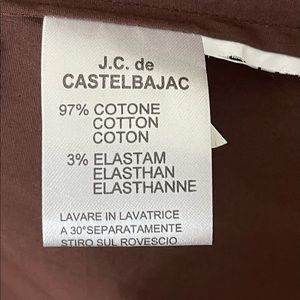 J.C. de
CASTELBAJAC
97% COTONE
COTTON
COTON
3% ELASTAM
ELASTHAN
ELASTHANNE
LAVARE IN LAVATRICE
A 30°SEPARATAMENTE
STIRO SUL ROVESCIO